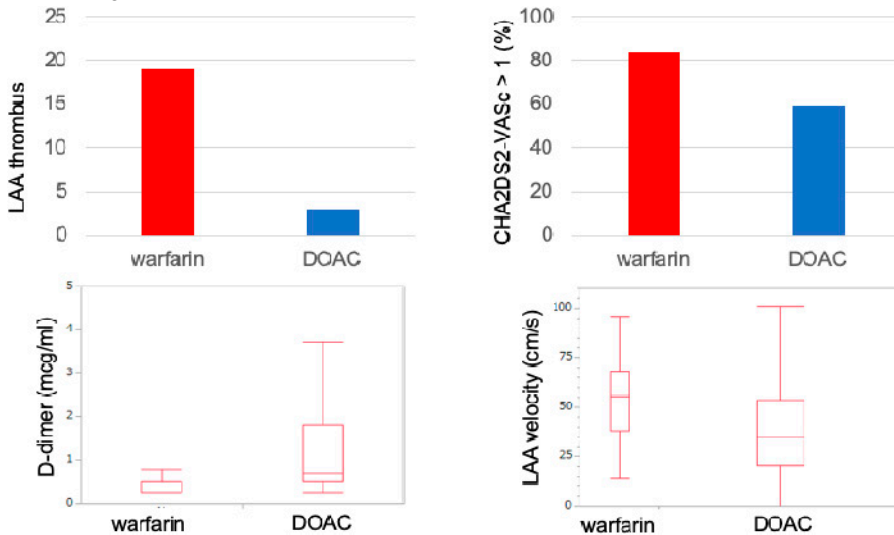 LAA thrombus
25
20
15
10
5
0
warfarin DOAC
CHA2DS2-VASc > 1 (%)
100
80
60
40
20
0
warfarin DOAC
D-dimer (mcg/ml)
5
4
3
2
1
0
warfarin DOAC
LAA velocity (cm/s)
100
75
50
25
0
warfarin DOAC